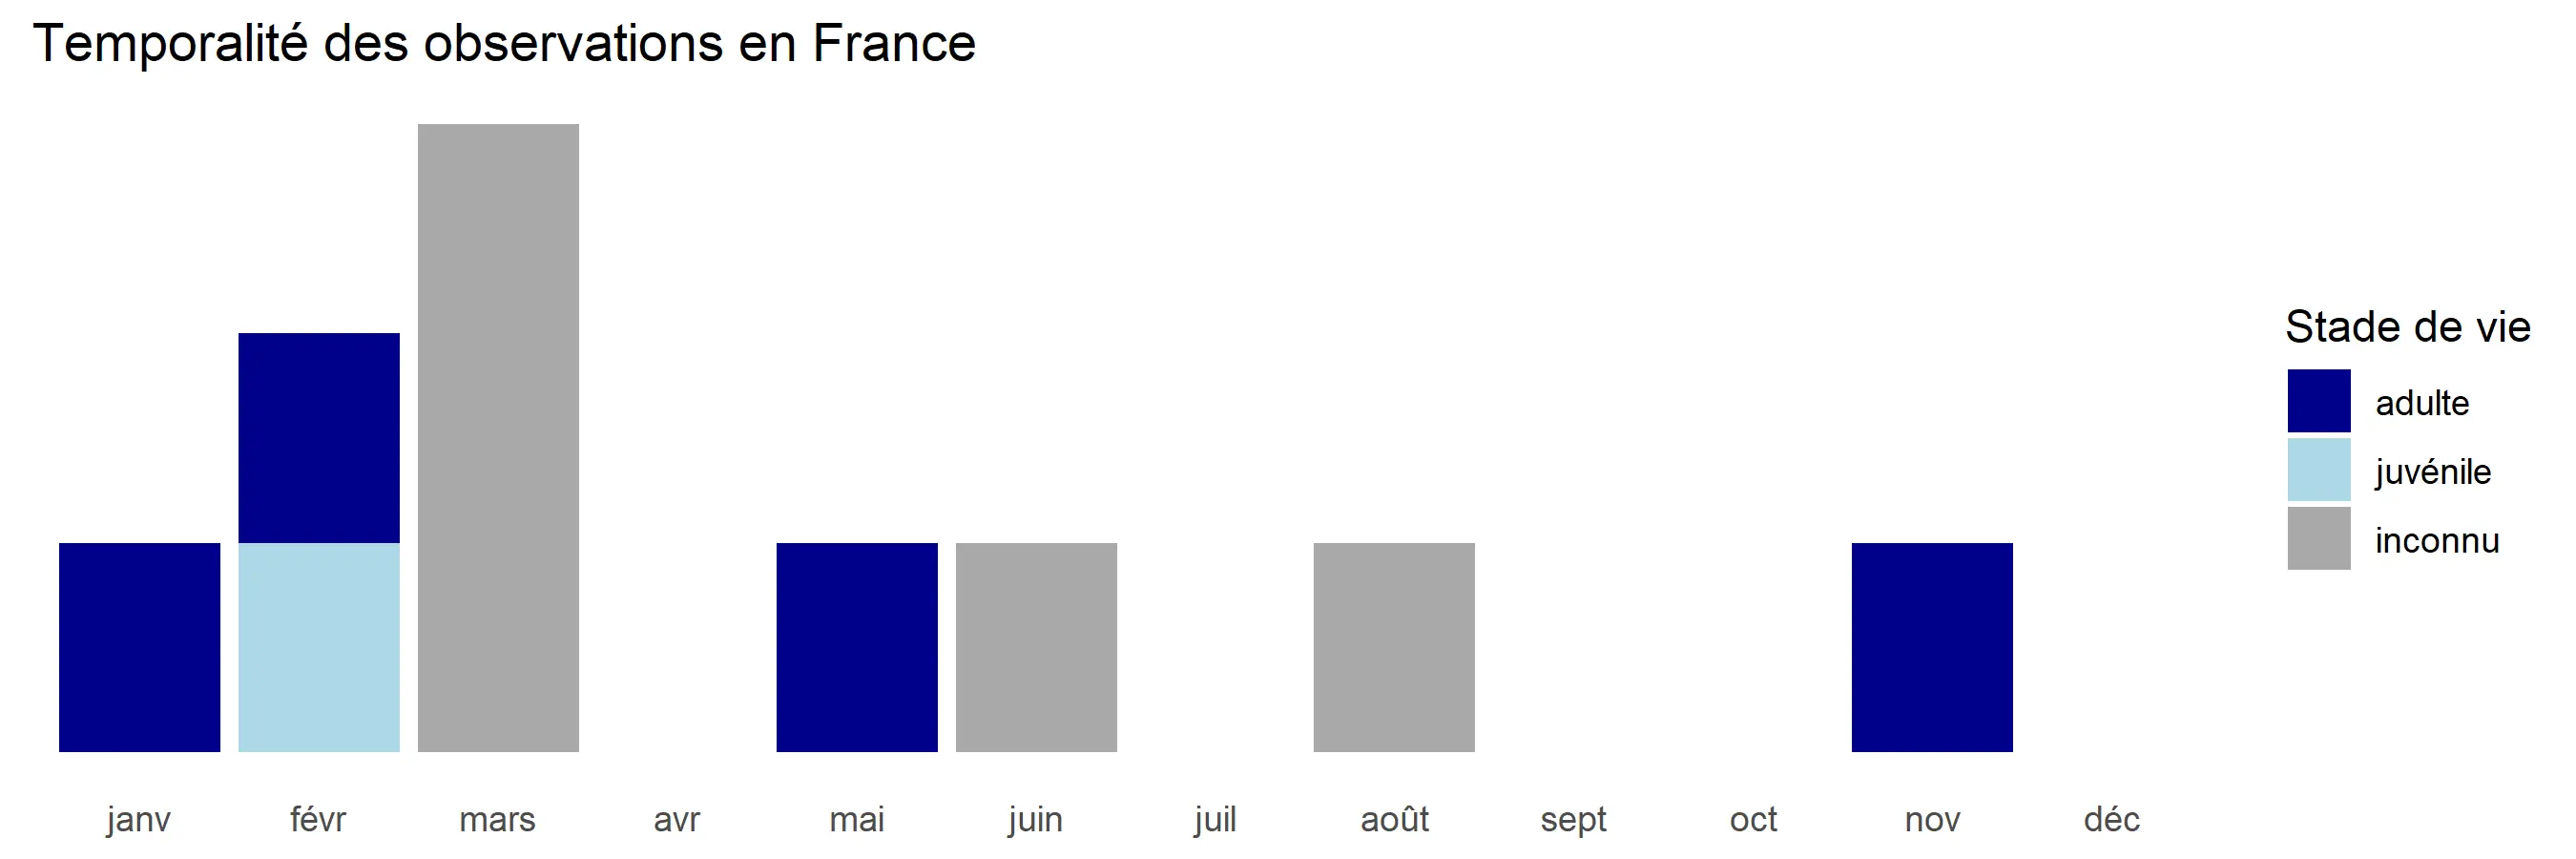 Temporalité des observations en France
Stade de vie
adulte
juvénile
inconnu
janv févr mars avr mai juin juil août sept oct nov déc